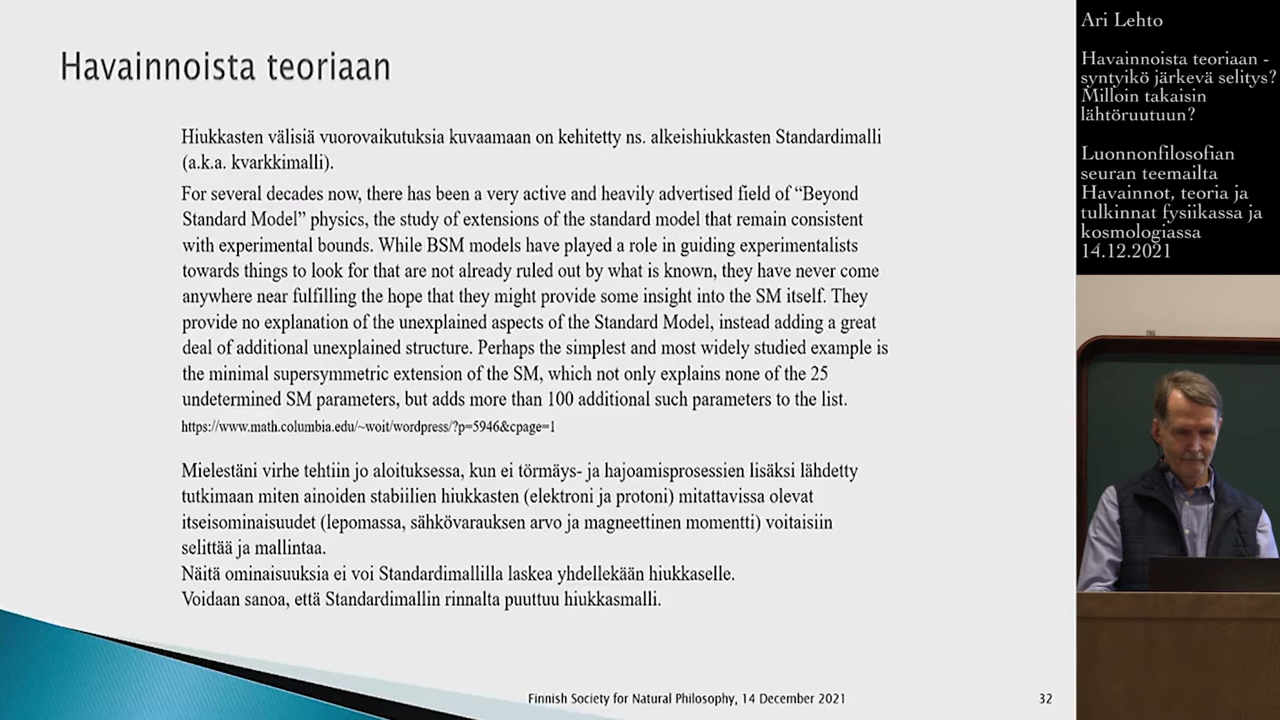 Havainnoista teoriaan
Hiukkasten välisiä vuorovaikutuksia kuvaamaan on kehitetty ns. alkeishiukkasten Standardimalli
(a.k.a. kvarkkimalli).
For several decades now, there has been a very active and heavily advertised field of “Beyond
Standard Model” physics, the study of extensions of the standard model that remain consistent
with experimental bounds. While BSM models have played a role in guiding experimentalists
towards things to look for that are not already ruled out by what is known, they have never come
anywhere near fulfilling the hope that they might provide some insight into the SM itself. They
provide no explanation of the unexplained aspects of the Standard Model, instead adding a great
deal of additional unexplained structure. Perhaps the simplest and most widely studied example is
the minimal supersymmetric extension of the SM, which not only explains none of the 25
undetermined SM parameters, but adds more than 100 additional such parameters to the list.
https://www.math.columbia.edu/~woit/wordpress/?p=5946&cpage=1
Mielestäni virhe tehtiin jo aloituksessa, kun ei törmäys- ja hajoamisprosessien lisäksi lähdetty
tutkimaan miten ainoiden stabiilien hiukkasten (elektroni ja protoni) mitattavissa olevat
itseisominaisuudet (lepomassa, sähkövarauksen arvo ja magneettinen momentti) voitaisiin
selittää ja mallintaa.
Näitä ominaisuuksia ei voi Standardimallilla laskea yhdellekään hiukkaselle.
Voidaan sanoa, että Standardimallin rinnalta puuttuu hiukkasmalli.
Finnish Society for Natural Philosophy, 14 December 2021
32
Ari Lehto
Havainnoista teoriaan -
syntyikö järkevä selitys?
Milloin takaisin
lähtöruutuun?
Luonnonfilosofian
seuran teemailta
Havainnot, teoria ja
tulkinnat fysiikassa ja
kosmologiassa
14.12.2021